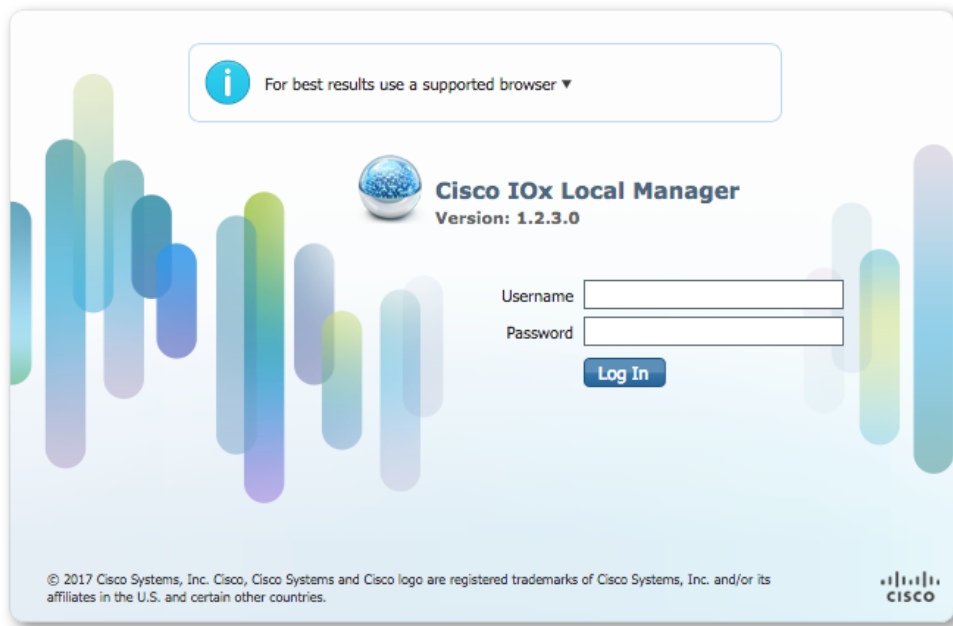 For best results use a supported browser ▼
Cisco IOx Local Manager
Version: 1.2.3.0
Username
Password
Log In
© 2017 Cisco Systems, Inc. Cisco, Cisco Systems and Cisco logo are registered trademarks of Cisco Systems, Inc. and/or its
affiliates in the U.S. and certain other countries.
CISCO